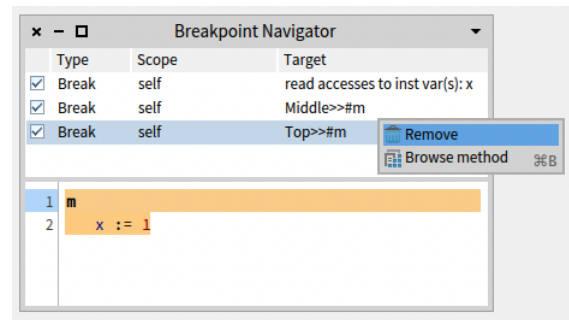 Breakpoint Navigator
Type Scope Target
Break self read accesses to inst var(s): x
Break self Middle>>#m
Break self Top>>#m
Remove
Browse method ⌘B
1 m
2 x := 1